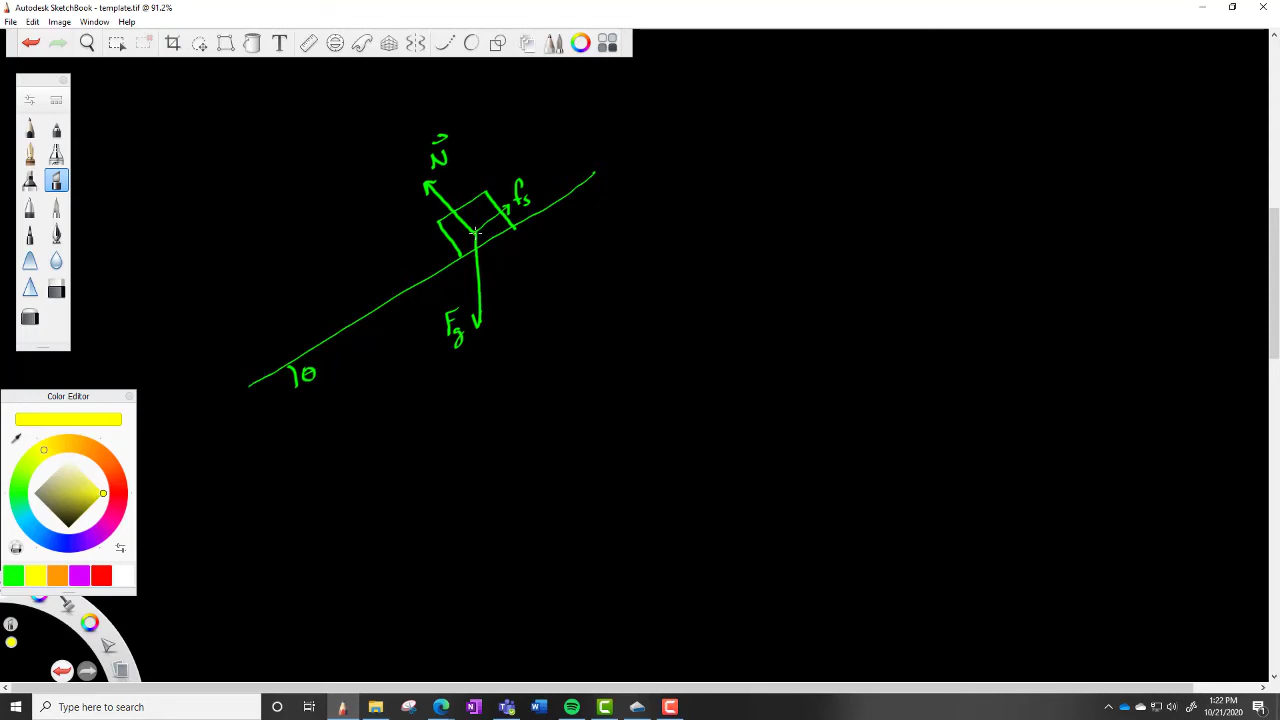 Autodesk SketchBook - template.tif @ 91.2%
File Edit Image Window Help
N
fs
Fg
θ
Color Editor
Type here to search
1:22 PM
10/21/2020